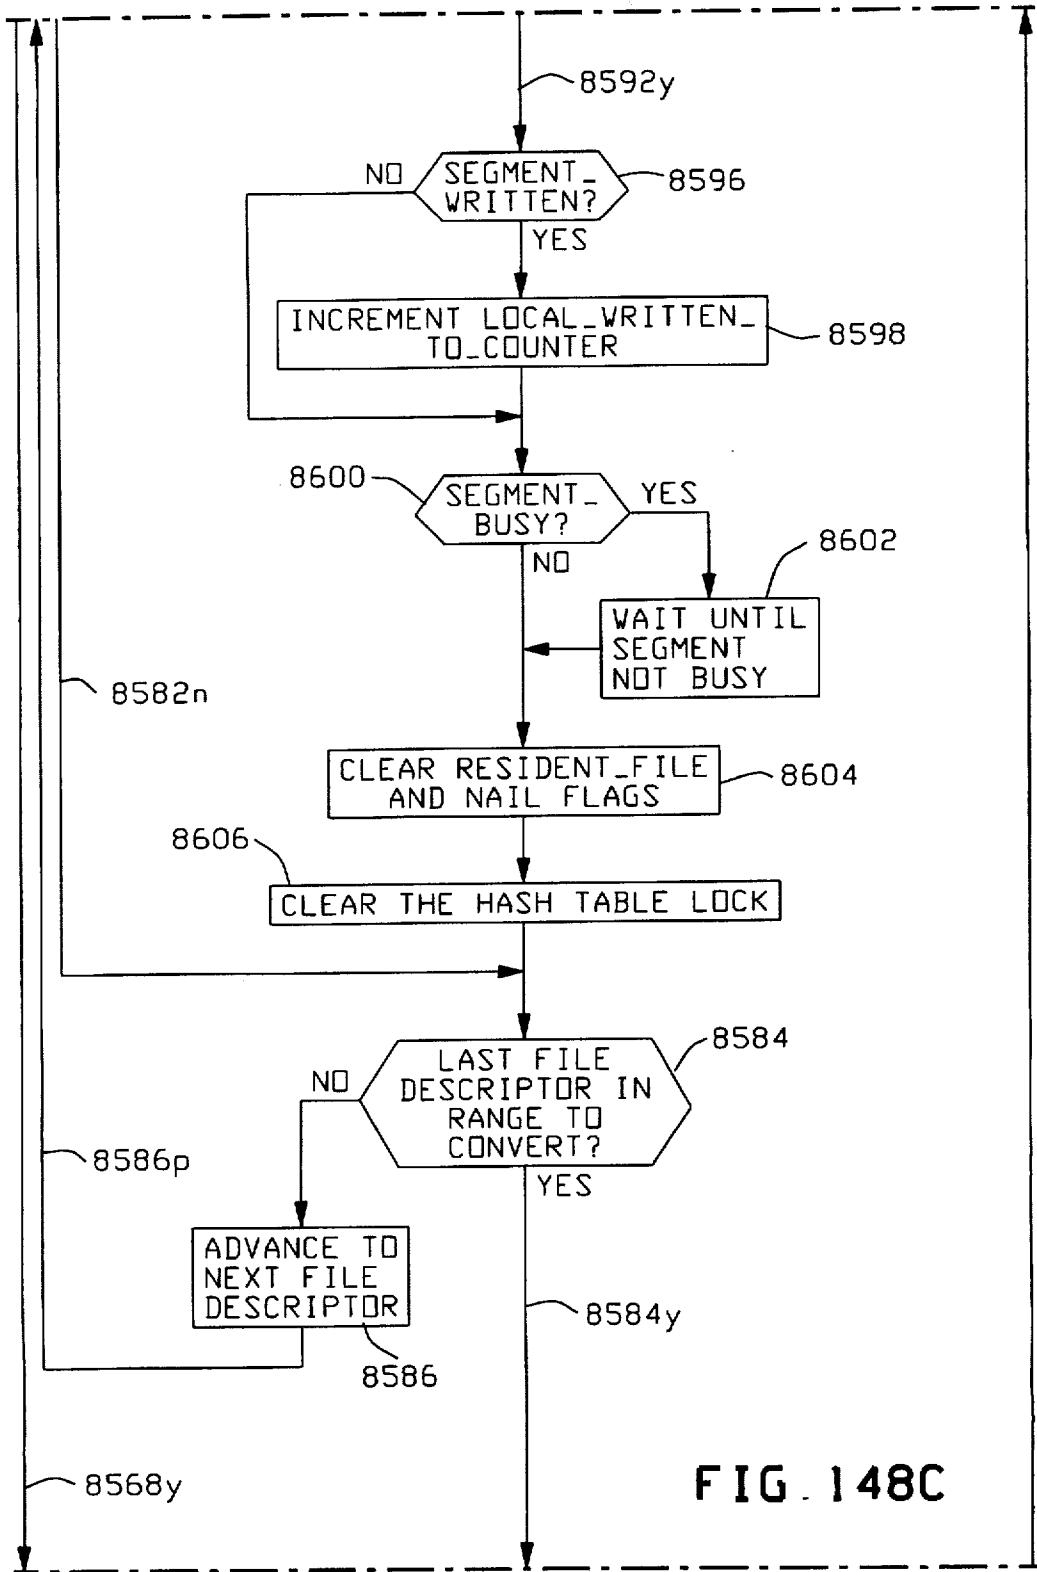 8592y
NO
SEGMENT_
WRITTEN?
8596
YES
INCREMENT LOCAL_WRITTEN_
TO_COUNTER
8598
8600
SEGMENT_
BUSY?
YES
NO
8602
WAIT UNTIL
SEGMENT
NOT BUSY
8582n
CLEAR RESIDENT_FILE
AND NAIL FLAGS
8604
8606
CLEAR THE HASH TABLE LOCK
8584
NO
LAST FILE
DESCRIPTOR IN
RANGE TO
CONVERT?
8586p
YES
ADVANCE TO
NEXT FILE
DESCRIPTOR
8584y
8586
8568y
FIG. 148C